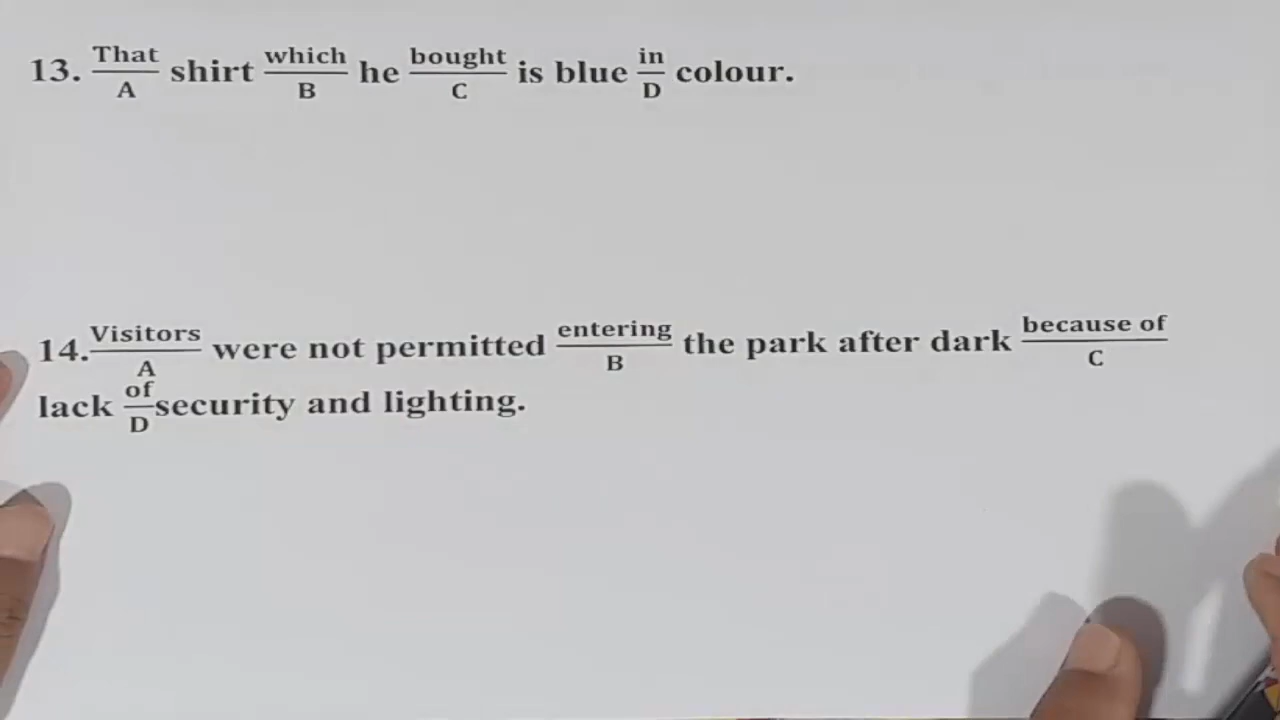 13. That shirt which he bought is blue in colour.
A B C D
14. Visitors were not permitted entering the park after dark because of
A B C
lack of security and lighting.
D